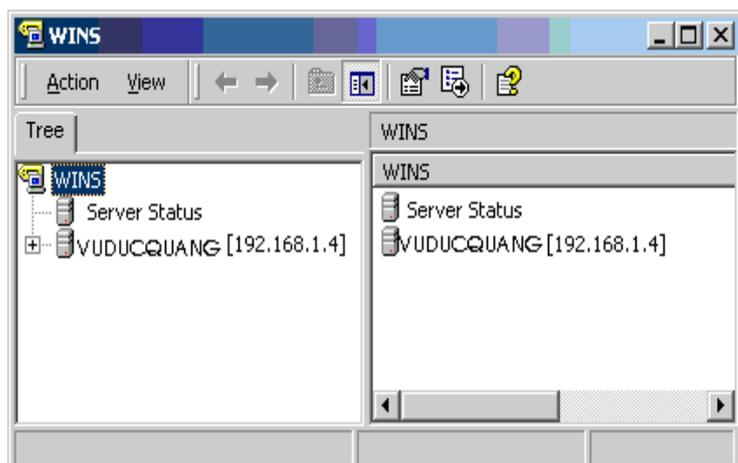 WINS
Action View
Tree
WINS
Server Status
VUDUCQUANG [192.168.1.4]
WINS
WINS
Server Status
VUDUCQUANG [192.168.1.4]